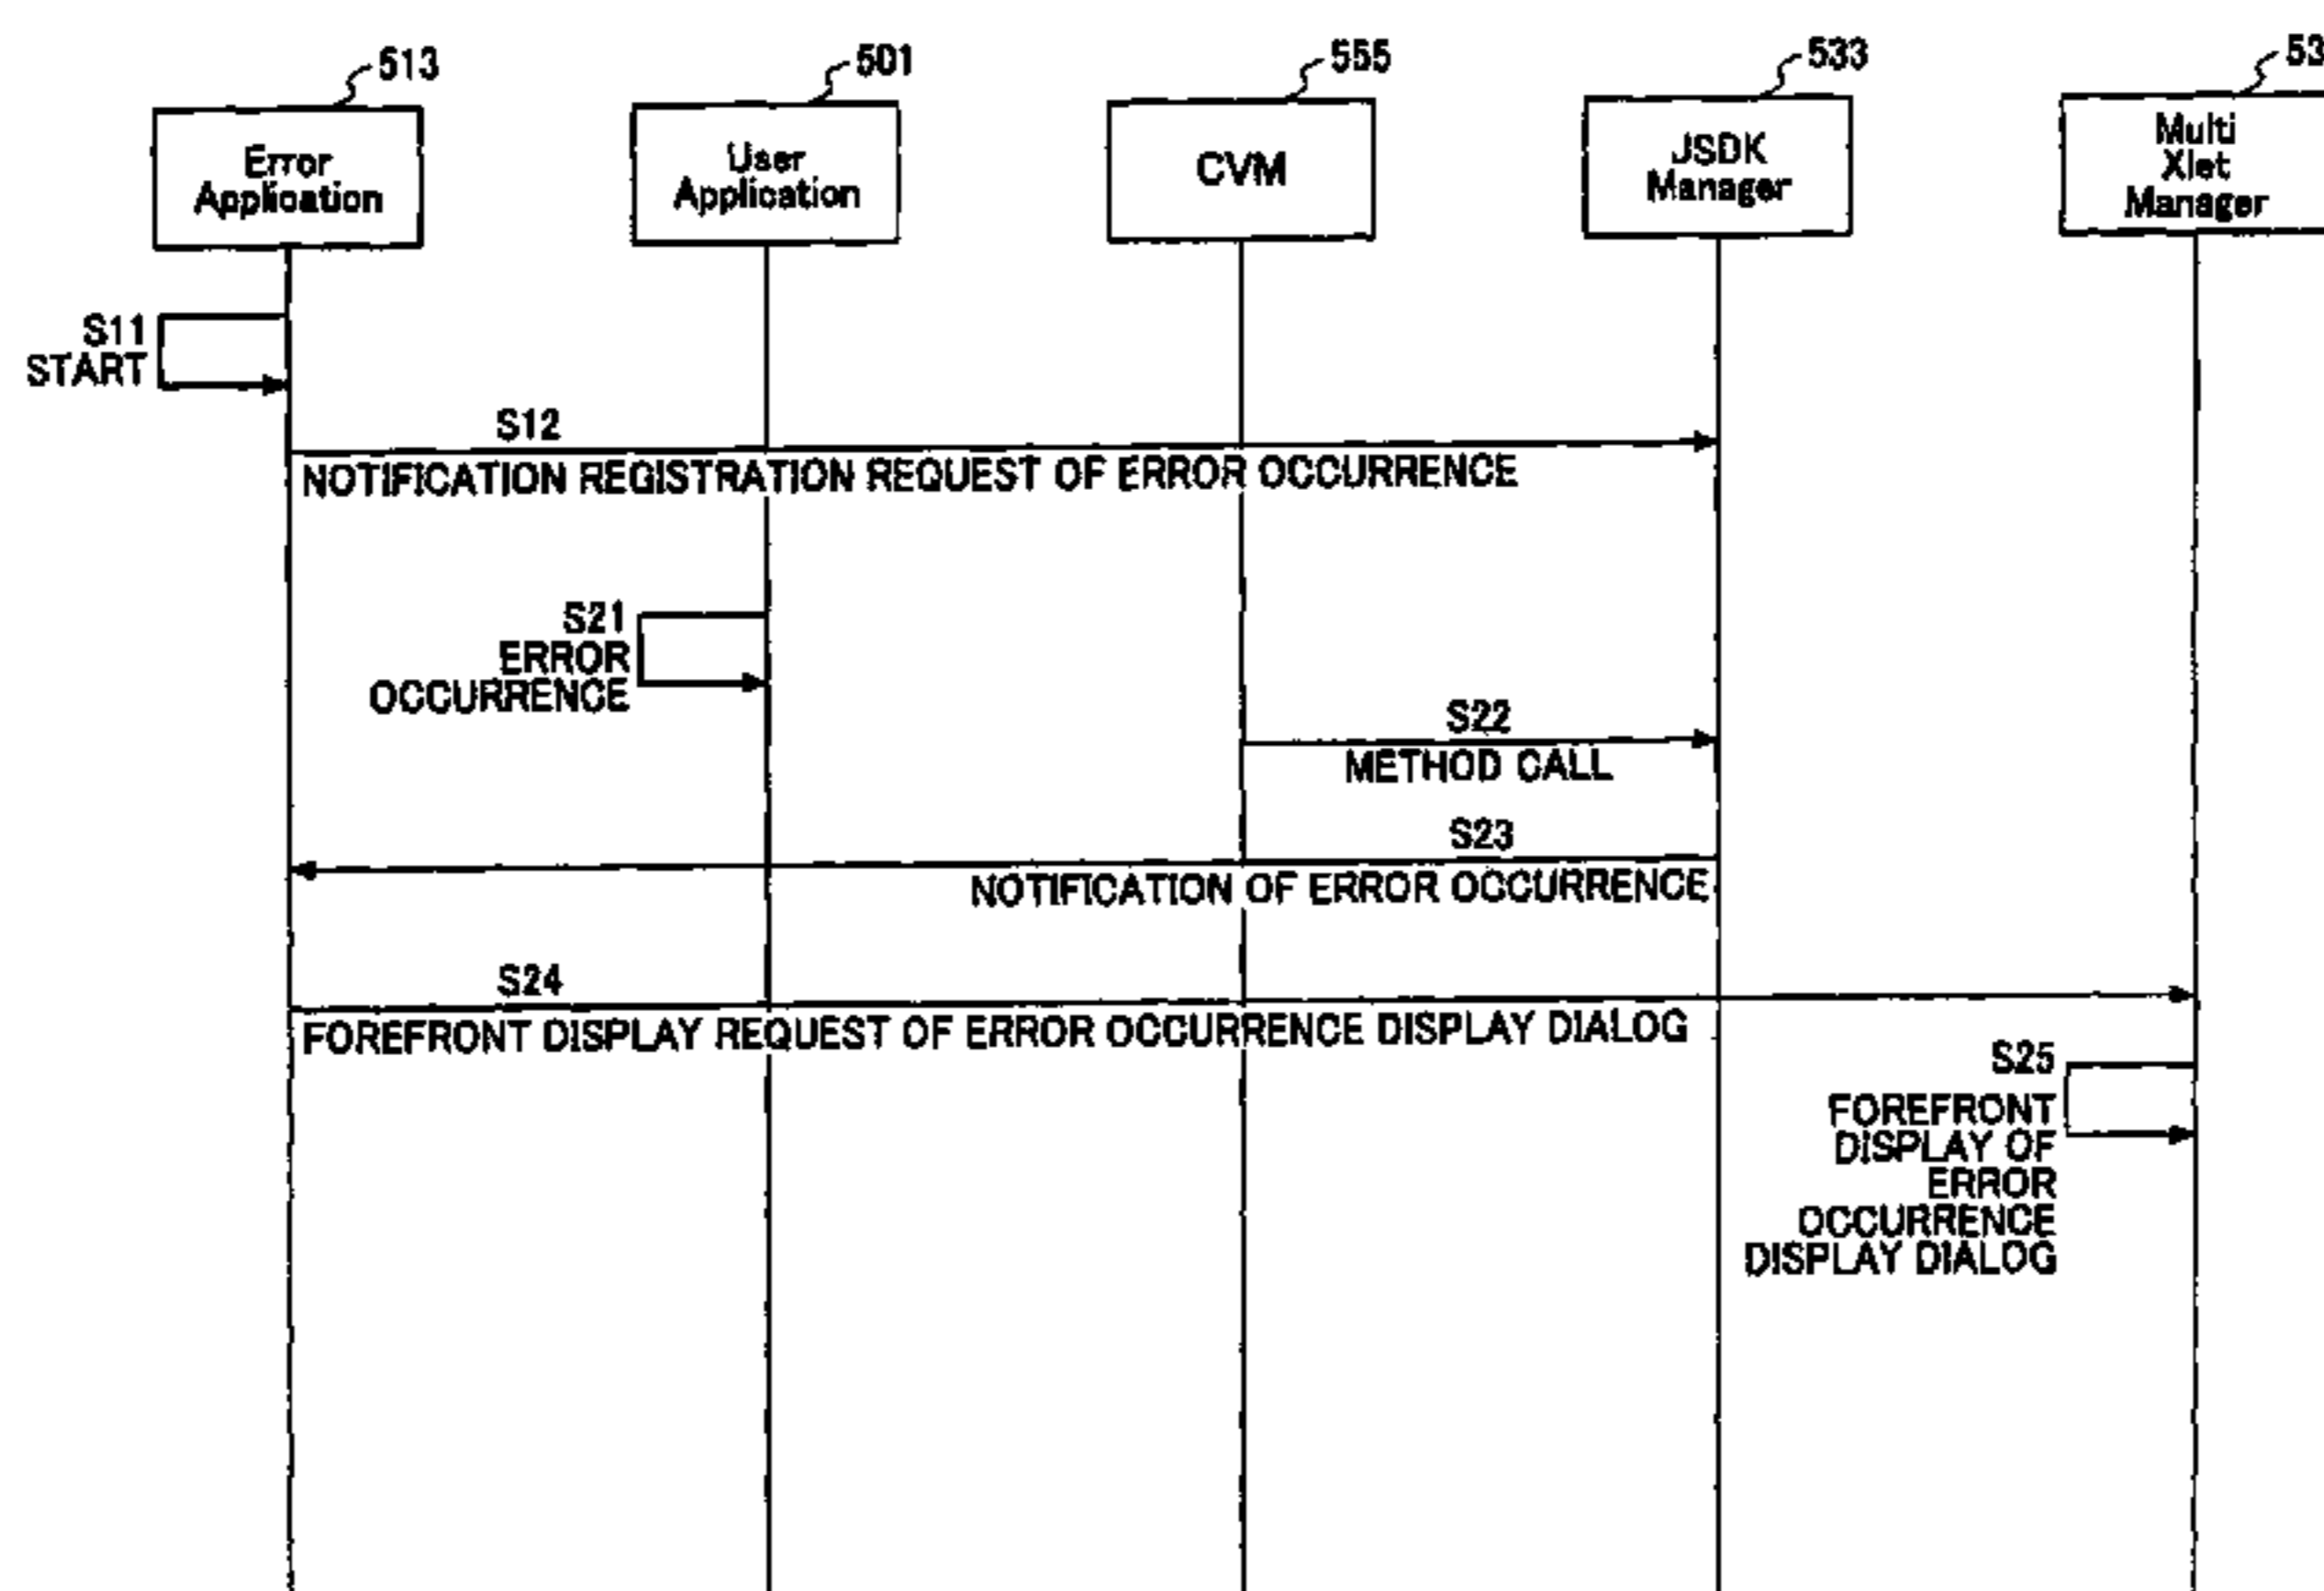 513
501
555
533
53
Error
Application
User
Application
CVM
JSDK
Manager
Multi
Xlet
Manager
S11
START
S12
NOTIFICATION REGISTRATION REQUEST OF ERROR OCCURRENCE
S21
ERROR
OCCURRENCE
S22
METHOD CALL
S23
NOTIFICATION OF ERROR OCCURRENCE
S24
FOREFRONT DISPLAY REQUEST OF ERROR OCCURRENCE DISPLAY DIALOG
S25
FOREFRONT
DISPLAY OF
ERROR
OCCURRENCE
DISPLAY DIALOG